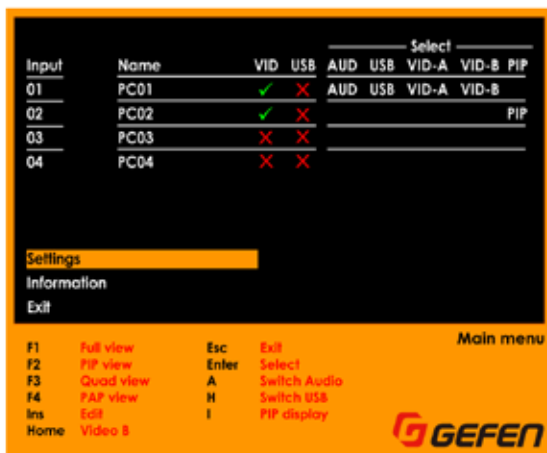 Select
Input Name VID USB AUD USB VID-A VID-B PIP
01 PC01 ✓ X AUD USB VID-A VID-B
02 PC02 ✓ X PIP
03 PC03 X X
04 PC04 X X
Settings
Information
Exit
Main menu
F1 Full view Esc Exit
F2 PIP view Enter Select
F3 Quad view A Switch Audio
F4 PAP view H Switch USB
Ins Edit I PIP display
Home Video B
GEFEN